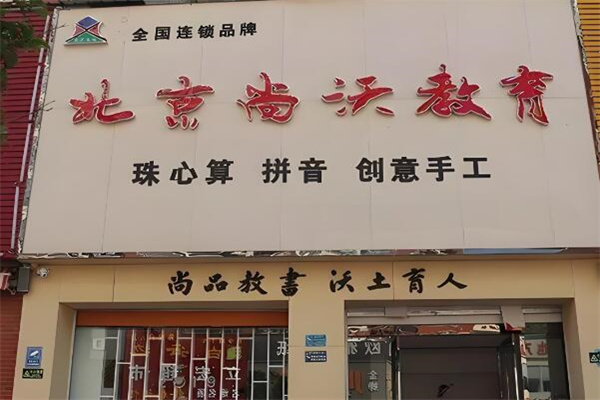 全国连锁品牌
北京尚沃教育
珠心算 拼音 创意手工
尚品教書 沃土育人